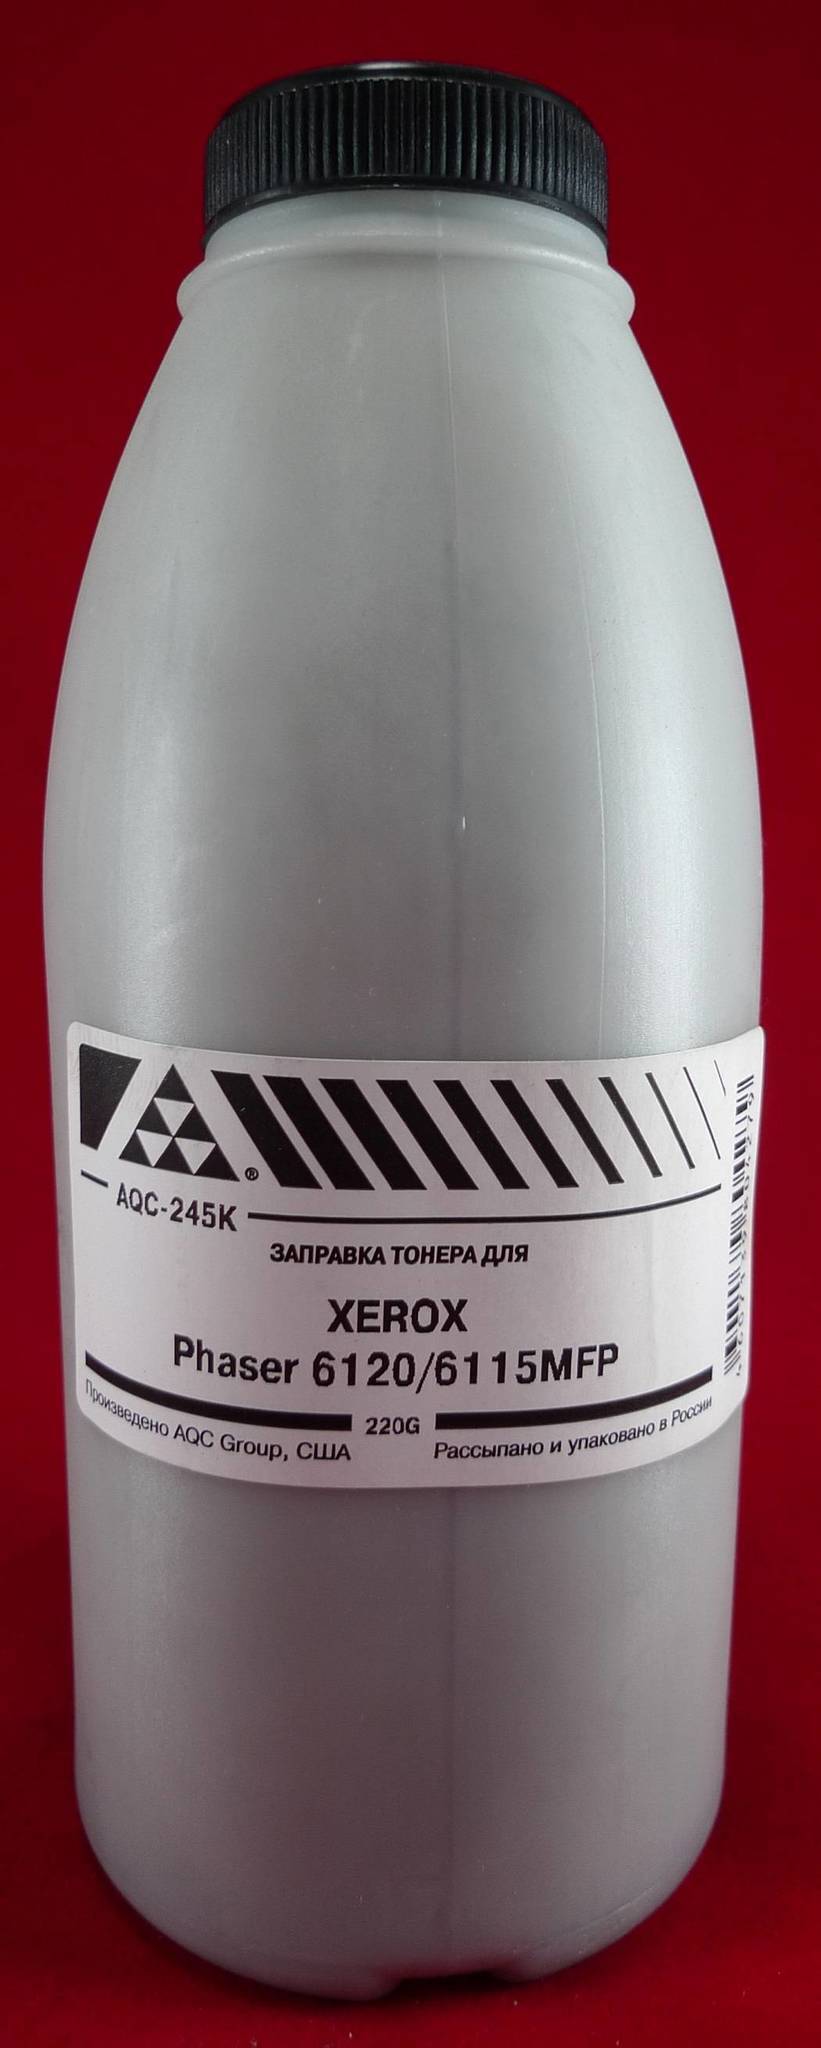 ®
AQC-245K
ЗАПРАВКА ТОНЕРА ДЛЯ
XEROX
Phaser 6120/6115MFP
220G
Произведено AQC Group, США
Рассыпано и упаковано в России